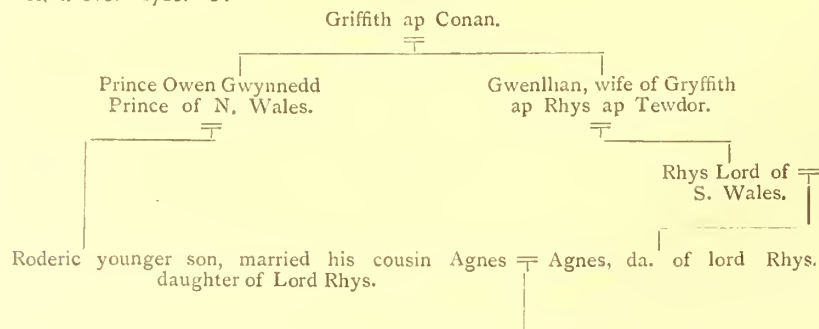 Griffith ap Conan.
Prince Owen Gwynnedd
Prince of N. Wales.
Gwenllian, wife of Gryffith
ap Rhys ap Tewdor.
Rhys Lord of
S. Wales.
Roderic younger son, married his cousin Agnes
daughter of Lord Rhys.
Agnes, da. of lord Rhys.